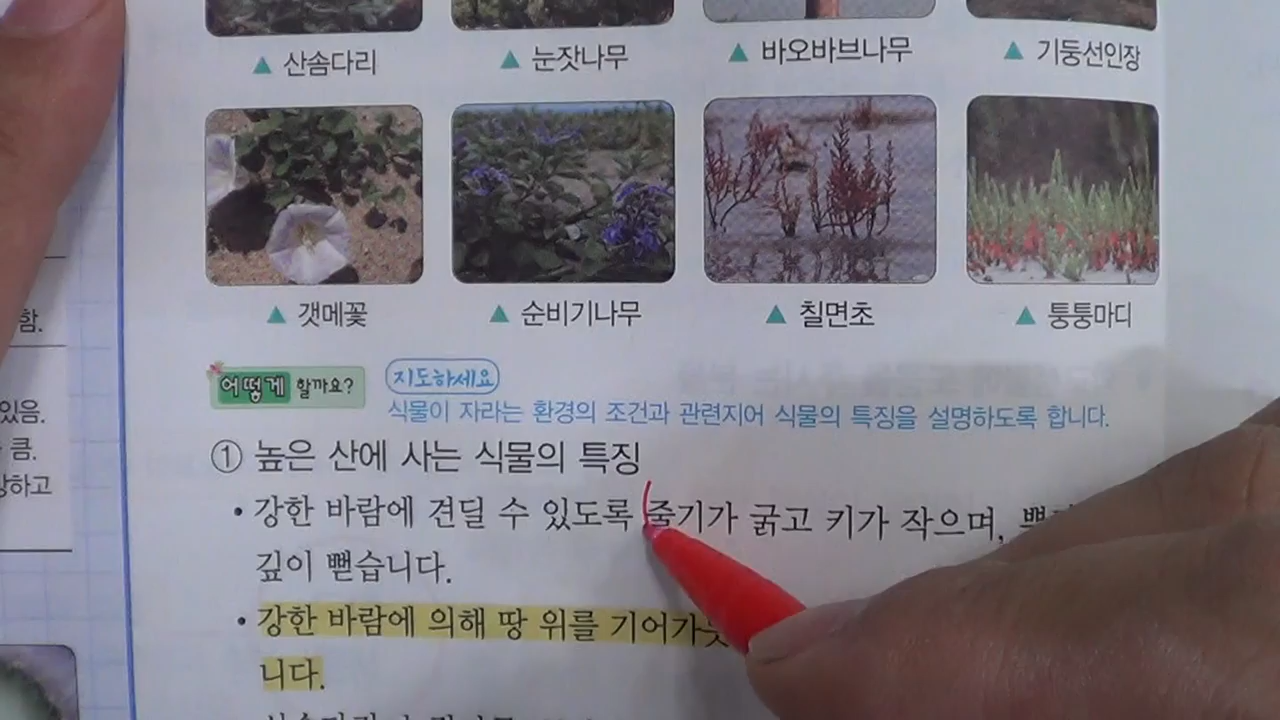 ▲ 산솜다리 ▲ 눈잣나무 ▲ 바오바브나무 ▲ 기둥선인장
▲ 갯메꽃 ▲ 순비기나무 ▲ 칠면초 ▲ 퉁퉁마디
어떻게 할까요? 지도하세요
식물이 자라는 환경의 조건과 관련지어 식물의 특징을 설명하도록 합니다.
① 높은 산에 사는 식물의 특징
• 강한 바람에 견딜 수 있도록 줄기가 굵고 키가 작으며,
깊이 뻗습니다.
• 강한 바람에 의해 땅 위를
니다.
함.
있음.
큼.